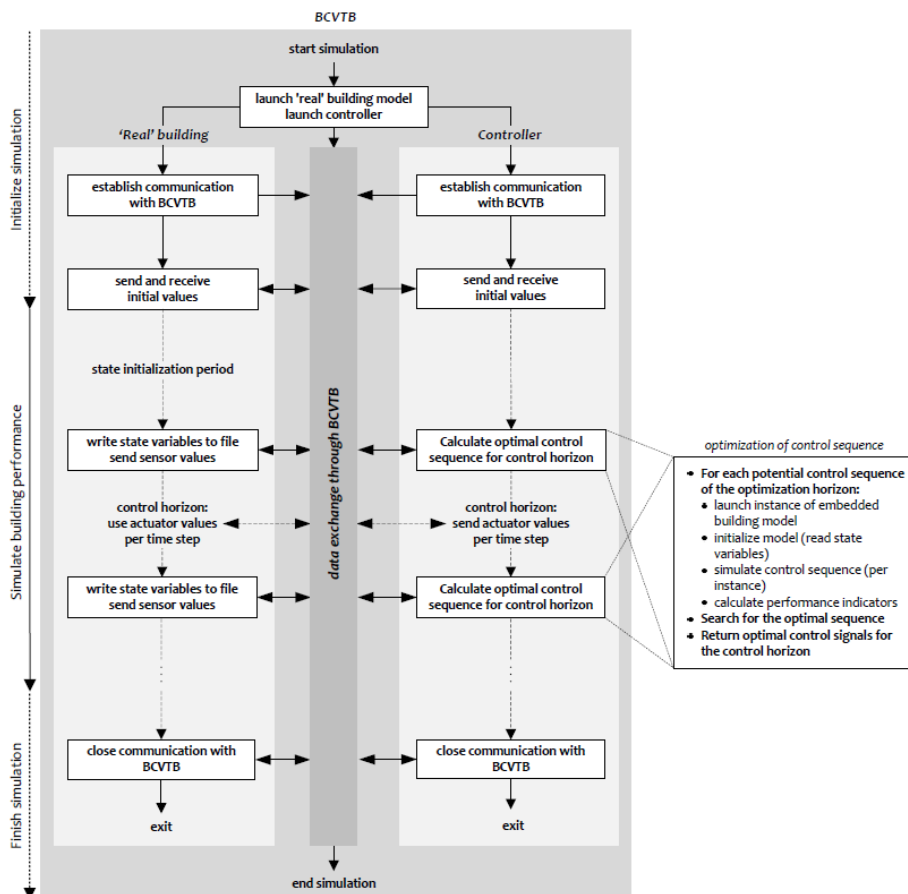 BCVTB
start simulation
launch 'real' building model
launch controller
'Real' building
Controller
Initialize simulation
establish communication
with BCVTB
establish communication
with BCVTB
send and receive
initial values
send and receive
initial values
Simulate building performance
state initialization period
data exchange through BCVTB
write state variables to file
send sensor values
Calculate optimal control
sequence for control horizon
control horizon:
use actuator values
per time step
control horizon:
send actuator values
per time step
write state variables to file
send sensor values
Calculate optimal control
sequence for control horizon
optimization of control sequence
• For each potential control sequence
of the optimization horizon:
• launch instance of embedded
building model
• initialize model (read state
variables)
• simulate control sequence (per
instance)
• calculate performance indicators
• Search for the optimal sequence
• Return optimal control signals for
the control horizon
Finish simulation
close communication with
BCVTB
close communication with
BCVTB
exit
exit
end simulation